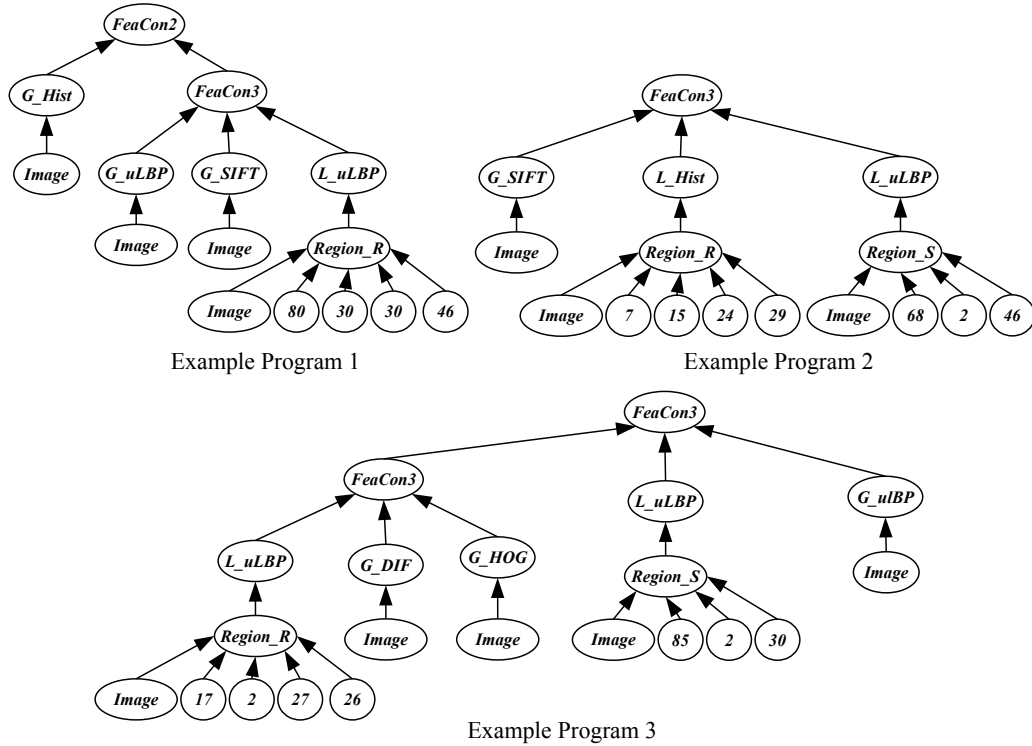 FeaCon2
G_Hist
FeaCon3
Image
G_uLBP
G_SIFT
L_uLBP
Image
Image
Region_R
Image
80
30
30
46
Example Program 1
FeaCon3
G_SIFT
L_Hist
L_uLBP
Image
Region_R
Region_S
Image
7
15
24
29
Image
68
2
46
Example Program 2
FeaCon3
FeaCon3
L_uLBP
G_ulBP
L_uLBP
G_DIF
G_HOG
Region_S
Image
Region_R
Image
Image
Image
85
2
30
Image
17
2
27
26
Example Program 3